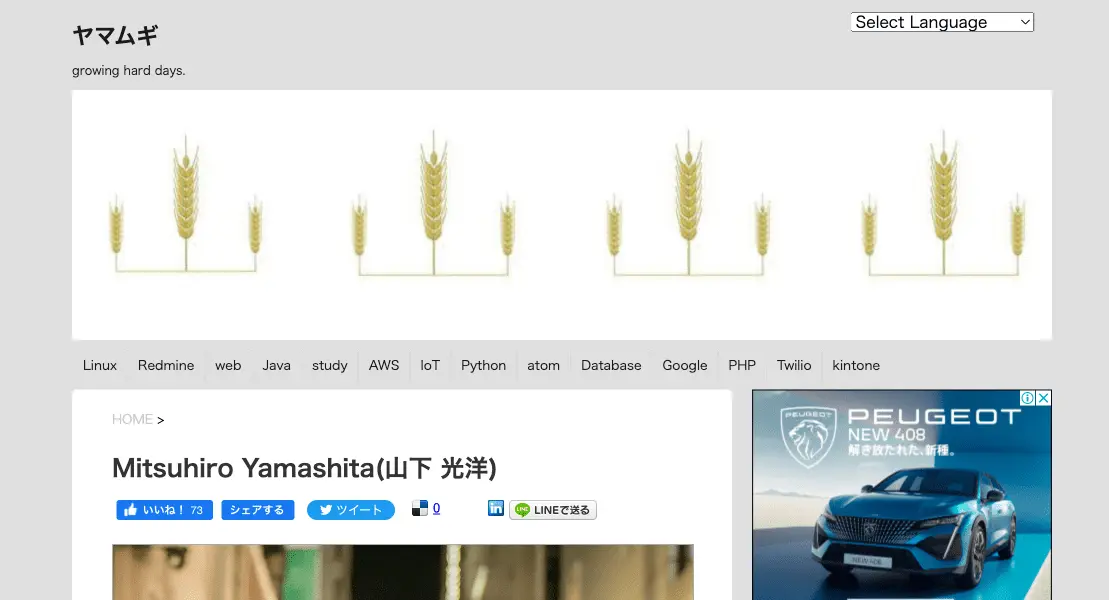 ヤマムギ
Select Language
growing hard days.
Linux Redmine web Java study AWS IoT Python atom Database Google PHP Twilio kintone
HOME >
Mitsuhiro Yamashita(山下 光洋)
いいね！ 73 シェアする ツイート 0 in LINE LINEで送る
PEUGEOT
PEUGEOT
NEW 408
解き放たれた、新種。
NEW 408